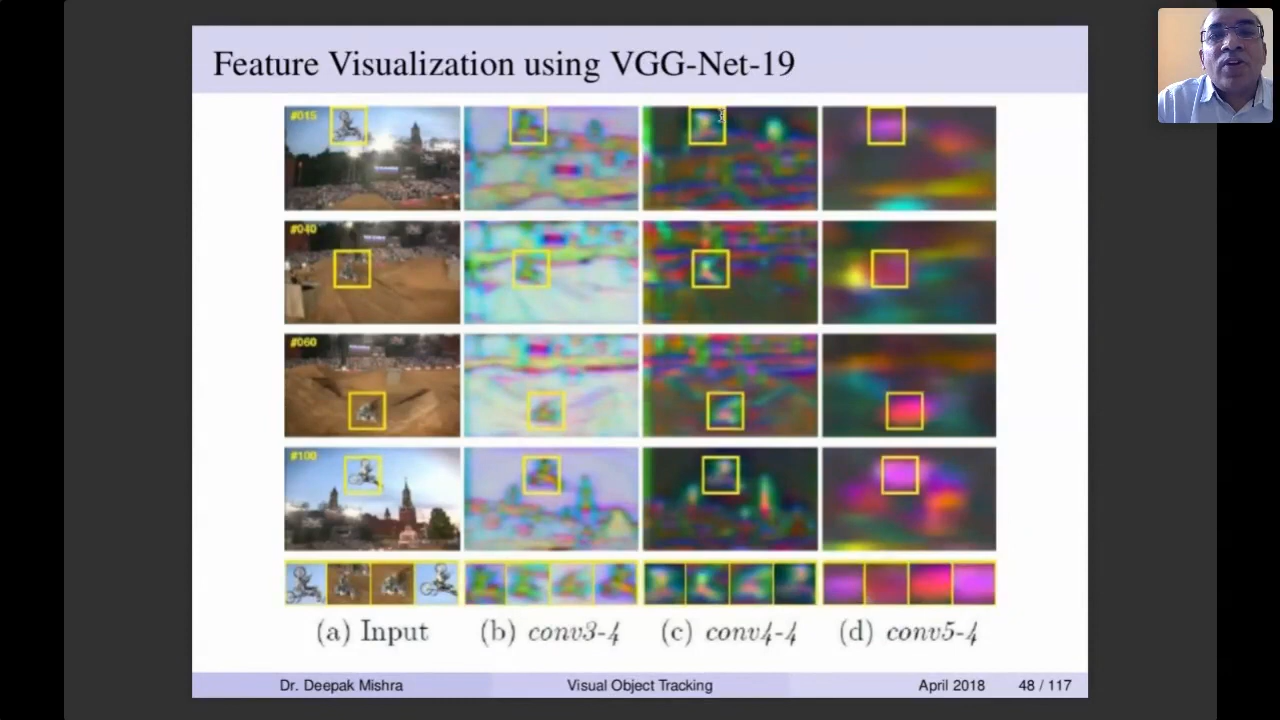 Feature Visualization using VGG-Net-19
#015
#040
#060
#100
(a) Input (b) conv3-4 (c) conv4-4 (d) conv5-4
Dr. Deepak Mishra Visual Object Tracking April 2018 48 / 117